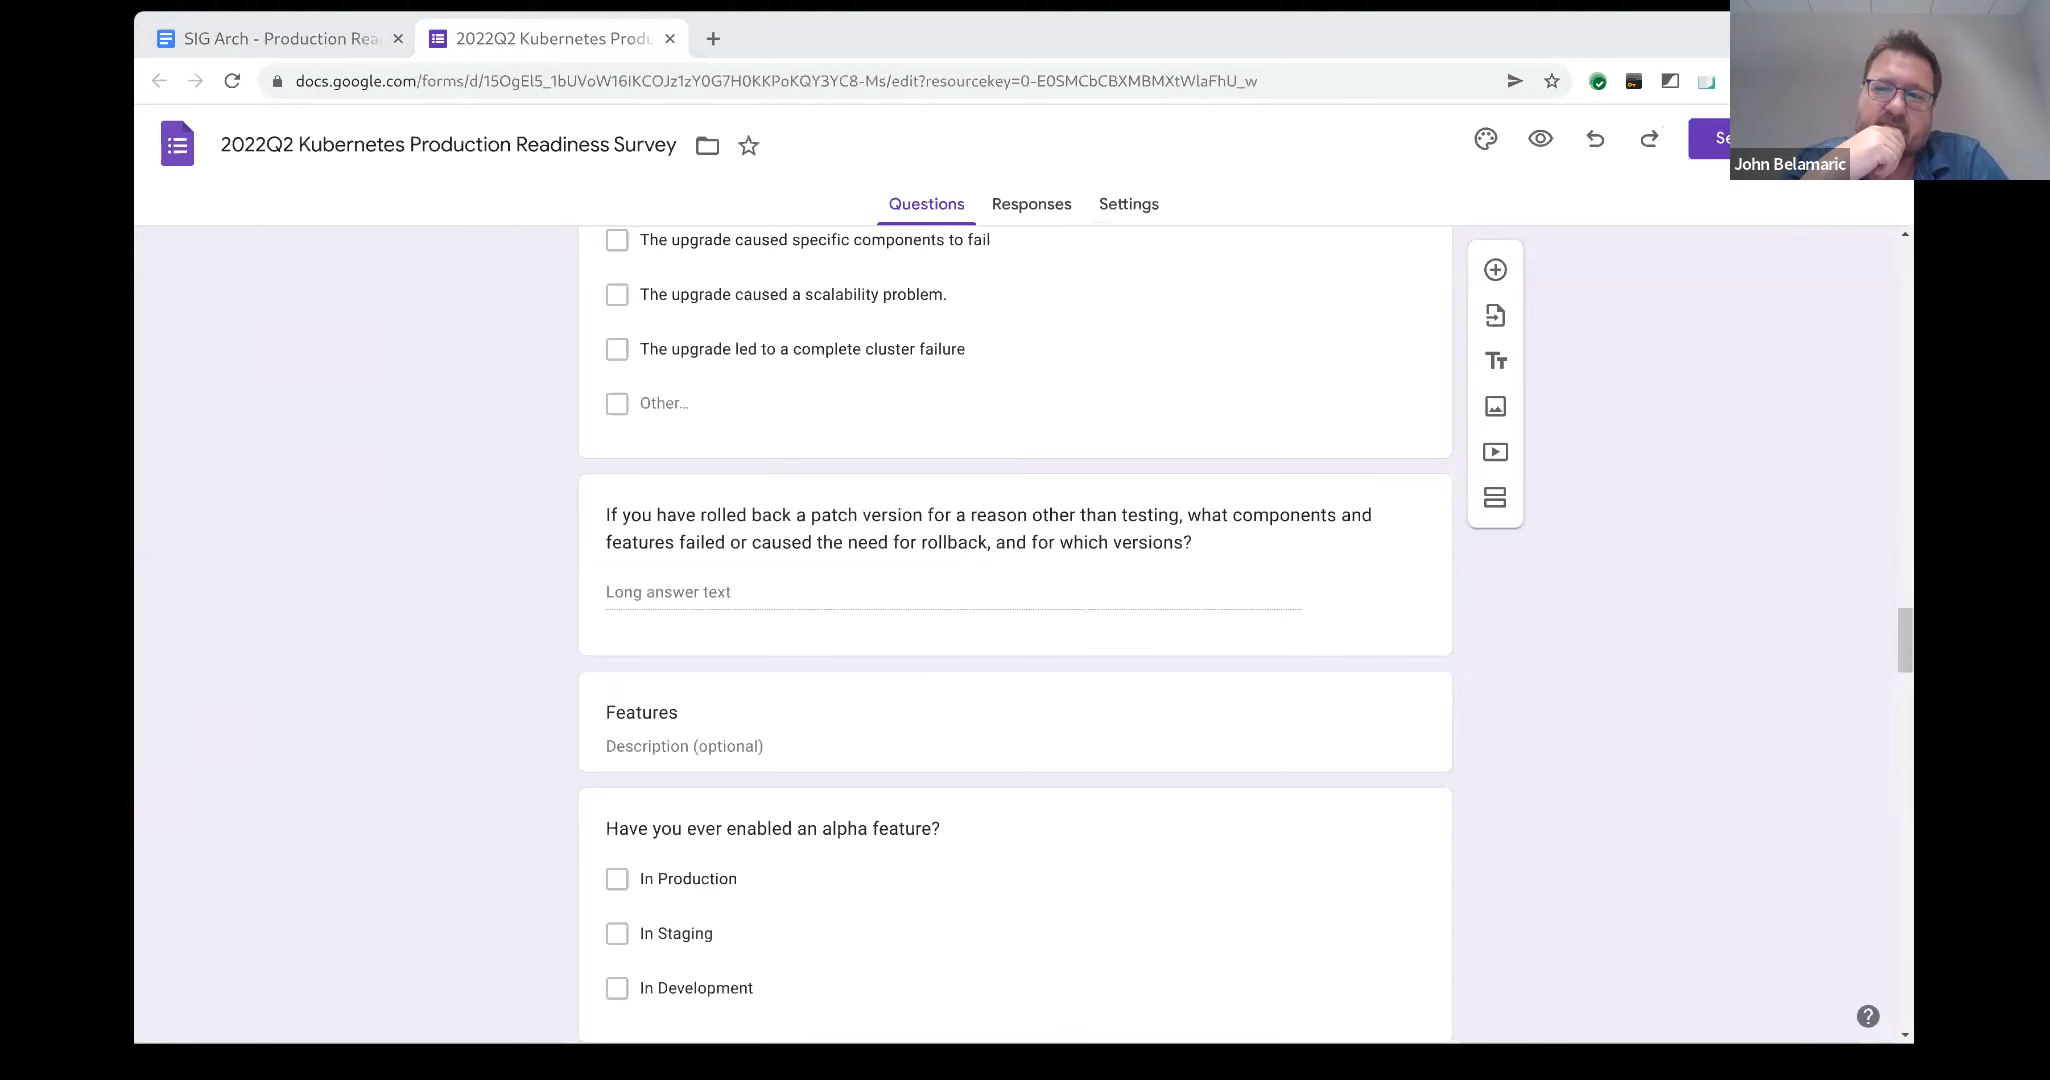 SIG Arch - Production Rea
2022Q2 Kubernetes Produ
docs.google.com/forms/d/15OgEl5_1bUVoW16IKCOJz1zY0G7H0KKPoKQY3YC8-Ms/edit?resourcekey=0-E0SMCbCBXMBMXtWlaFhU_w
2022Q2 Kubernetes Production Readiness Survey
Se
John Belamaric
Questions
Responses
Settings
The upgrade caused specific components to fail
The upgrade caused a scalability problem.
The upgrade led to a complete cluster failure
Other...
If you have rolled back a patch version for a reason other than testing, what components and
features failed or caused the need for rollback, and for which versions?
Long answer text
Features
Description (optional)
Have you ever enabled an alpha feature?
In Production
In Staging
In Development